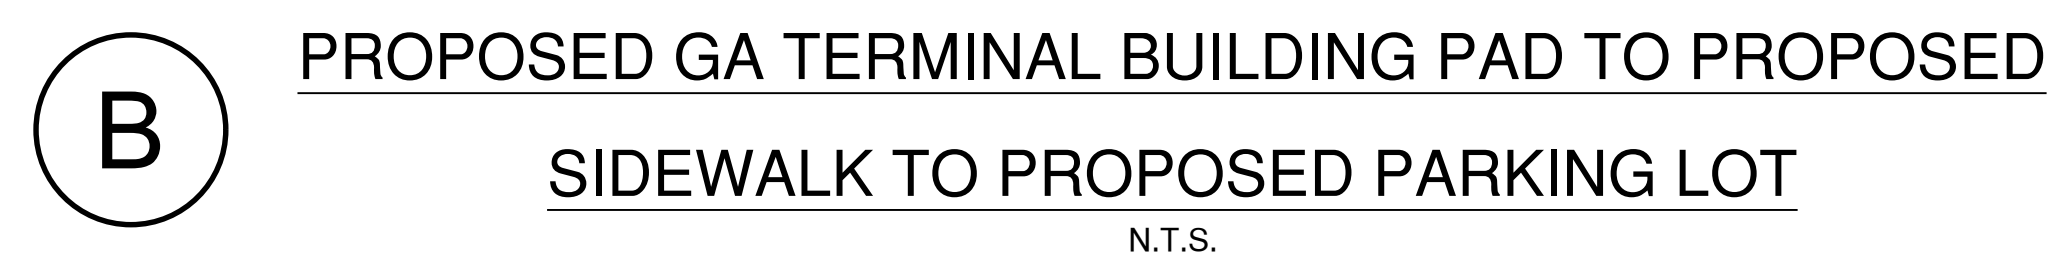 B
PROPOSED GA TERMINAL BUILDING PAD TO PROPOSED
SIDEWALK TO PROPOSED PARKING LOT
N.T.S.